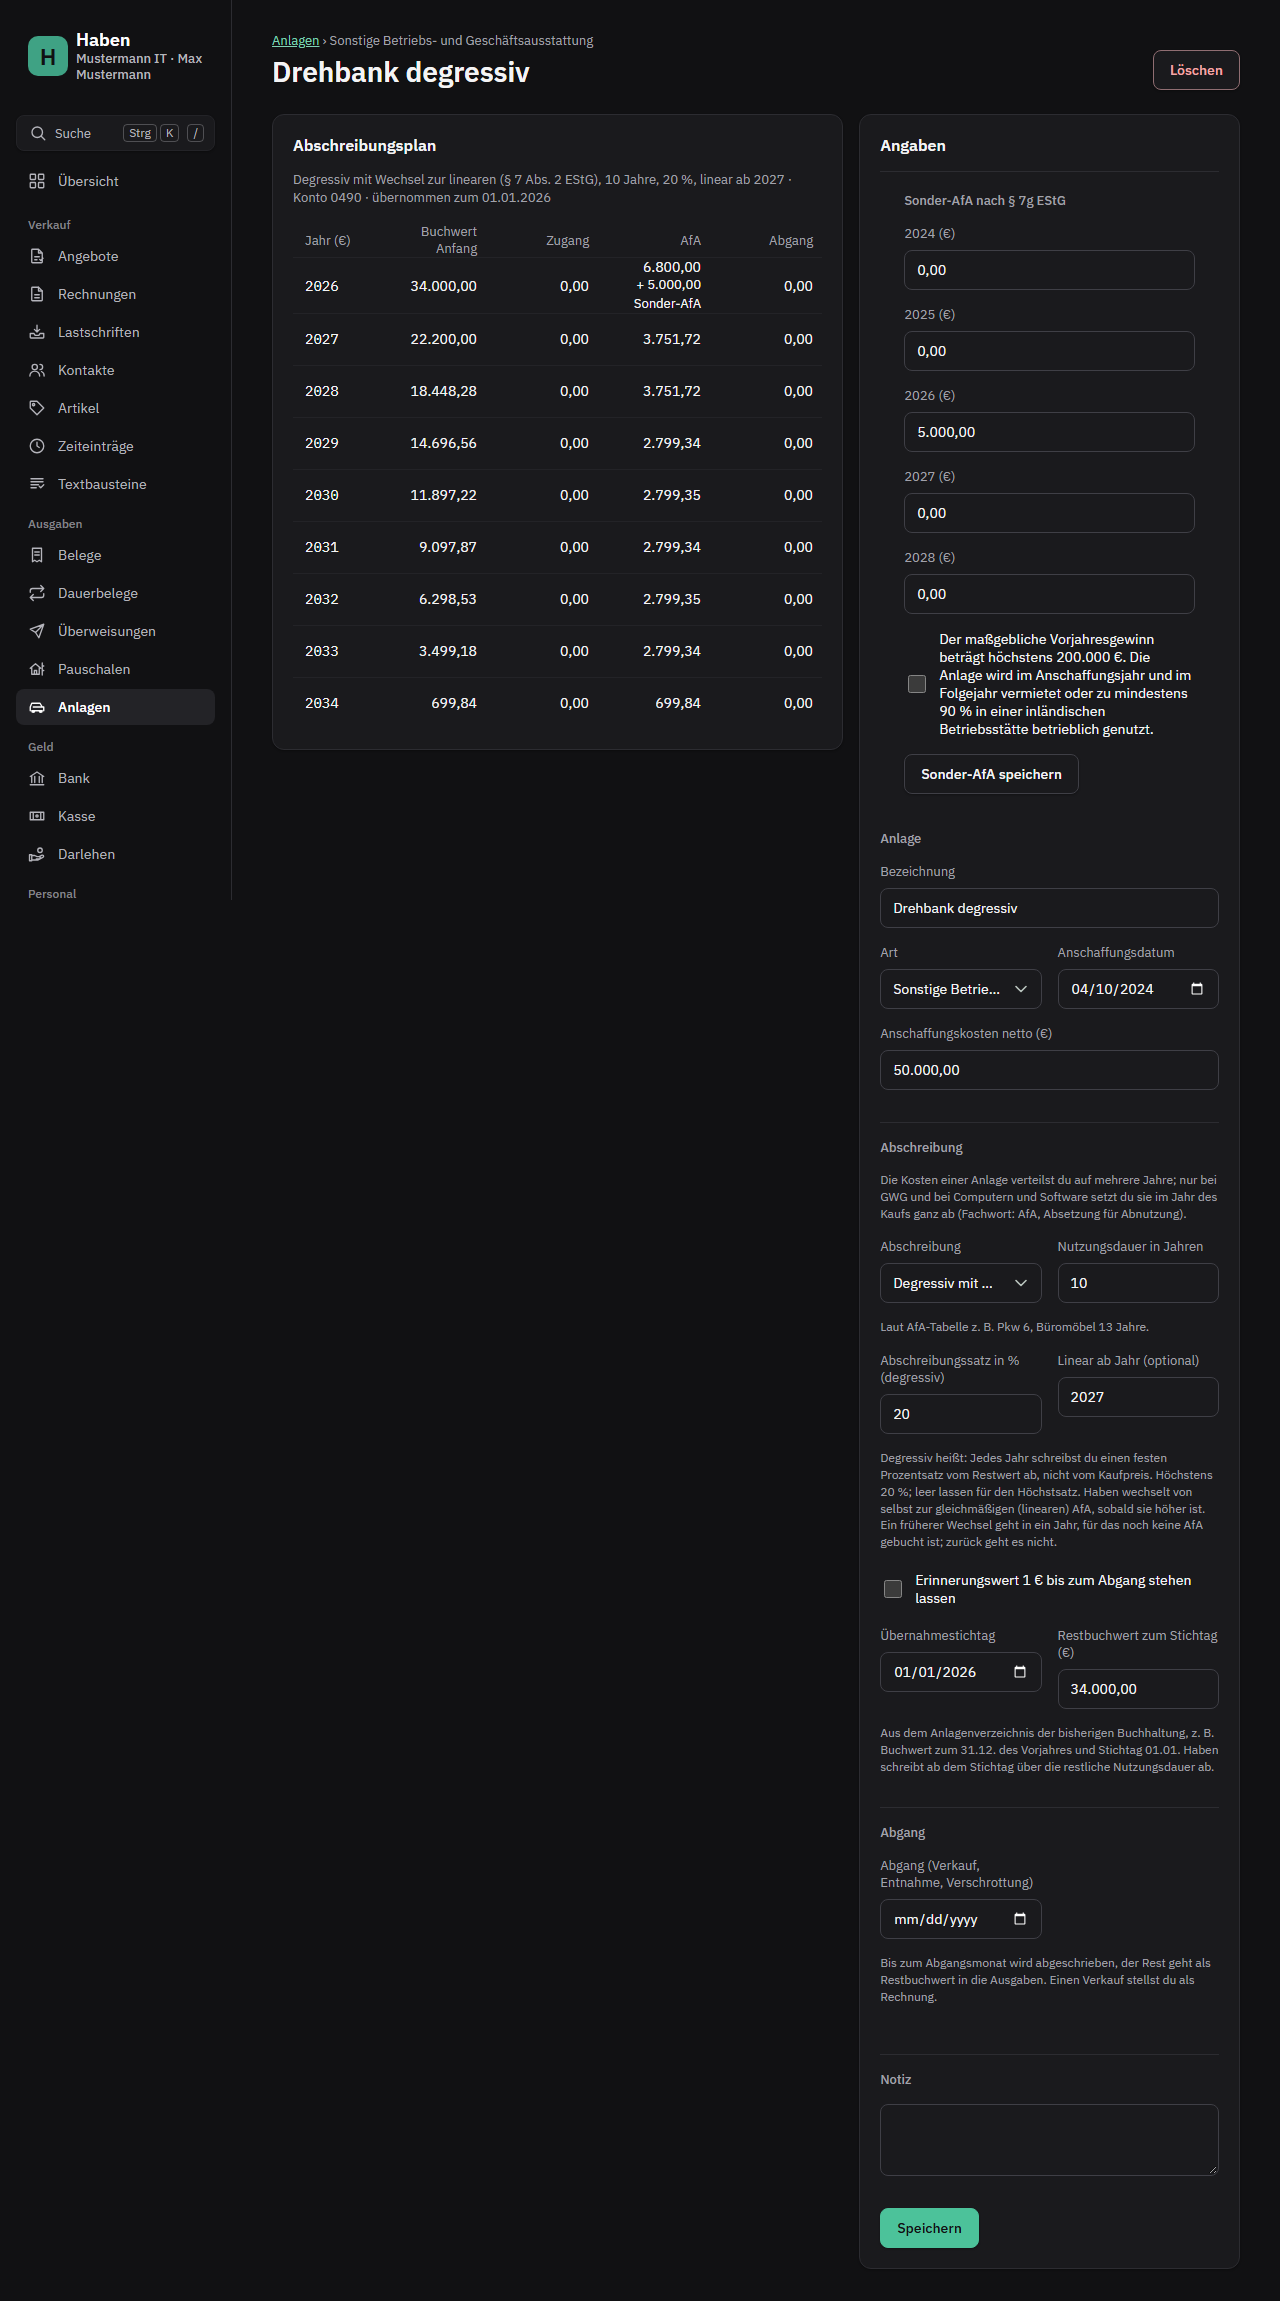 H
Haben
Mustermann IT · Max
Mustermann
Suche
Strg K /
Übersicht
Verkauf
Angebote
Rechnungen
Lastschriften
Kontakte
Artikel
Zeiteinträge
Textbausteine
Ausgaben
Belege
Dauerbelege
Überweisungen
Pauschalen
Anlagen
Geld
Bank
Kasse
Darlehen
Personal
Anlagen › Sonstige Betriebs- und Geschäftsausstattung
Drehbank degressiv
Löschen
Abschreibungsplan
Degressiv mit Wechsel zur linearen (§ 7 Abs. 2 EStG), 10 Jahre, 20 %, linear ab 2027 ·
Konto 0490 · übernommen zum 01.01.2026
Jahr (€) Buchwert Anfang Zugang AfA Abgang
2026 34.000,00 0,00 6.800,00 + 5.000,00 Sonder-AfA 0,00
2027 22.200,00 0,00 3.751,72 0,00
2028 18.448,28 0,00 3.751,72 0,00
2029 14.696,56 0,00 2.799,34 0,00
2030 11.897,22 0,00 2.799,35 0,00
2031 9.097,87 0,00 2.799,34 0,00
2032 6.298,53 0,00 2.799,35 0,00
2033 3.499,18 0,00 2.799,34 0,00
2034 699,84 0,00 699,84 0,00
Angaben
Sonder-AfA nach § 7g EStG
2024 (€)
0,00
2025 (€)
0,00
2026 (€)
5.000,00
2027 (€)
0,00
2028 (€)
0,00
Der maßgebliche Vorjahresgewinn
beträgt höchstens 200.000 €. Die
Anlage wird im Anschaffungsjahr und im
Folgejahr vermietet oder zu mindestens
90 % in einer inländischen
Betriebsstätte betrieblich genutzt.
Sonder-AfA speichern
Anlage
Bezeichnung
Drehbank degressiv
Art Anschaffungsdatum
Sonstige Betrie... 04/10/2024
Anschaffungskosten netto (€)
50.000,00
Abschreibung
Die Kosten einer Anlage verteilst du auf mehrere Jahre; nur bei
GWG und bei Computern und Software setzt du sie im Jahr des
Kaufs ganz ab (Fachwort: AfA, Absetzung für Abnutzung).
Abschreibung Nutzungsdauer in Jahren
Degressiv mit ... 10
Laut AfA-Tabelle z. B. Pkw 6, Büromöbel 13 Jahre.
Abschreibungssatz in % (degressiv) Linear ab Jahr (optional)
20 2027
Degressiv heißt: Jedes Jahr schreibst du einen festen
Prozentsatz vom Restwert ab, nicht vom Kaufpreis. Höchstens
20 %; leer lassen für den Höchstsatz. Haben wechselt von
selbst zur gleichmäßigen (linearen) AfA, sobald sie höher ist.
Ein früherer Wechsel geht in ein Jahr, für das noch keine AfA
gebucht ist; zurück geht es nicht.
Erinnerungswert 1 € bis zum Abgang stehen
lassen
Übernahmestichtag Restbuchwert zum Stichtag (€)
01/01/2026 34.000,00
Aus dem Anlagenverzeichnis der bisherigen Buchhaltung, z. B.
Buchwert zum 31.12. des Vorjahres und Stichtag 01.01. Haben
schreibt ab dem Stichtag über die restliche Nutzungsdauer ab.
Abgang
Abgang (Verkauf,
Entnahme, Verschrottung)
mm/dd/yyyy
Bis zum Abgangsmonat wird abgeschrieben, der Rest geht als
Restbuchwert in die Ausgaben. Einen Verkauf stellst du als
Rechnung.
Notiz
Speichern